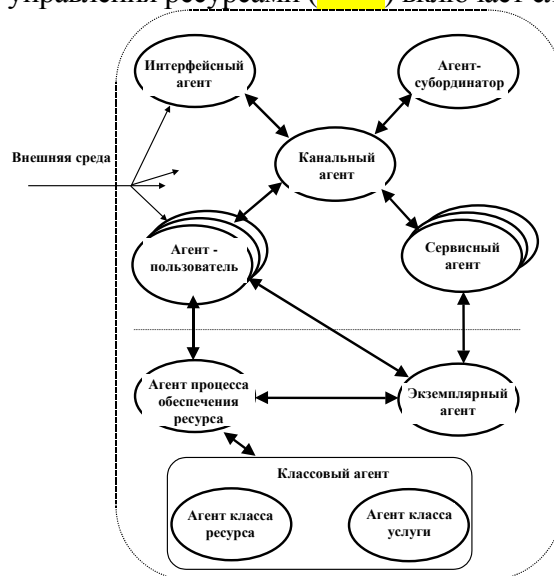 управления ресурсами (
) включает
Интерфейсный
агент
Агент-
субординатор
Внешняя среда
Канальный
агент
Агент -
пользователь
Сервисный
агент
Агент процесса
обеспечения
ресурса
Экземплярный
агент
Классовый агент
Агент класса
ресурса
Агент класса
услуги